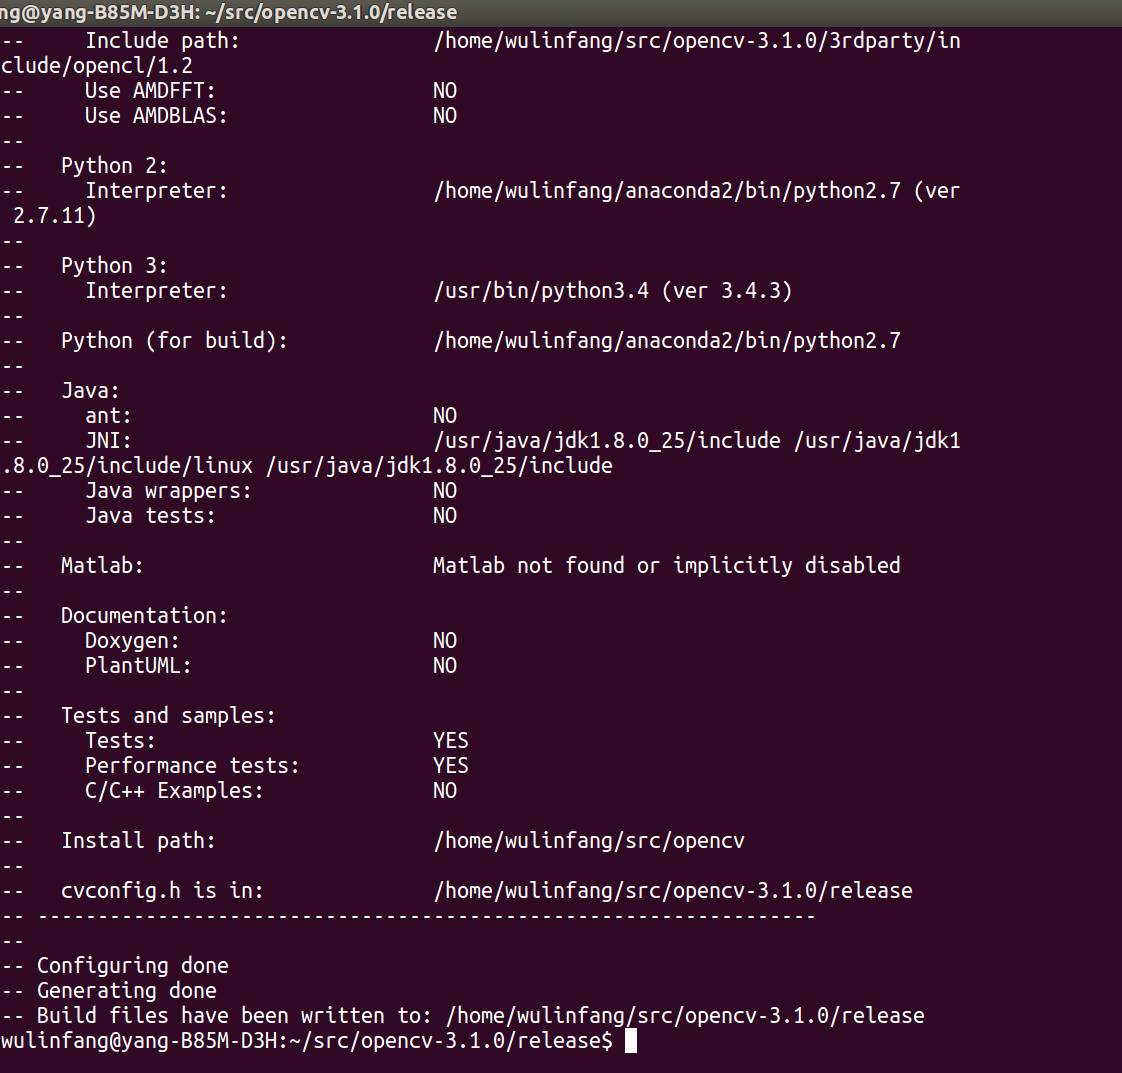 ng@yang-B85M-D3H: ~/src/opencv-3.1.0/release
--     Include path:                /home/wulinfang/src/opencv-3.1.0/3rdparty/in
clude/opencl/1.2
--     Use AMDFFT:                  NO
--     Use AMDBLAS:                 NO
--
--   Python 2:
--     Interpreter:                 /home/wulinfang/anaconda2/bin/python2.7 (ver
 2.7.11)
--
--   Python 3:
--     Interpreter:                 /usr/bin/python3.4 (ver 3.4.3)
--
--   Python (for build):            /home/wulinfang/anaconda2/bin/python2.7
--
--   Java:
--     ant:                         NO
--     JNI:                         /usr/java/jdk1.8.0_25/include /usr/java/jdk1
.8.0_25/include/linux /usr/java/jdk1.8.0_25/include
--     Java wrappers:               NO
--     Java tests:                  NO
--
--   Matlab:                        Matlab not found or implicitly disabled
--
--   Documentation:
--     Doxygen:                     NO
--     PlantUML:                    NO
--
--   Tests and samples:
--     Tests:                       YES
--     Performance tests:           YES
--     C/C++ Examples:              NO
--
--   Install path:                  /home/wulinfang/src/opencv
--
--   cvconfig.h is in:              /home/wulinfang/src/opencv-3.1.0/release
-- -----------------------------------------------------------------
--
-- Configuring done
-- Generating done
-- Build files have been written to: /home/wulinfang/src/opencv-3.1.0/release
wulinfang@yang-B85M-D3H:~/src/opencv-3.1.0/release$